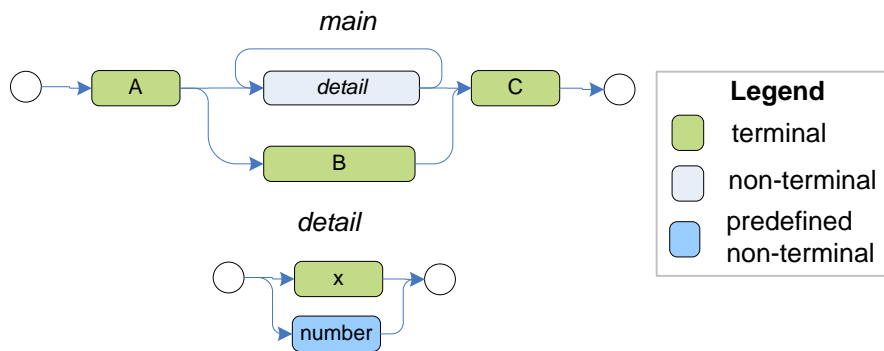 main
A
detail
C
B
detail
x
number
Legend
terminal
non-terminal
predefined
non-terminal